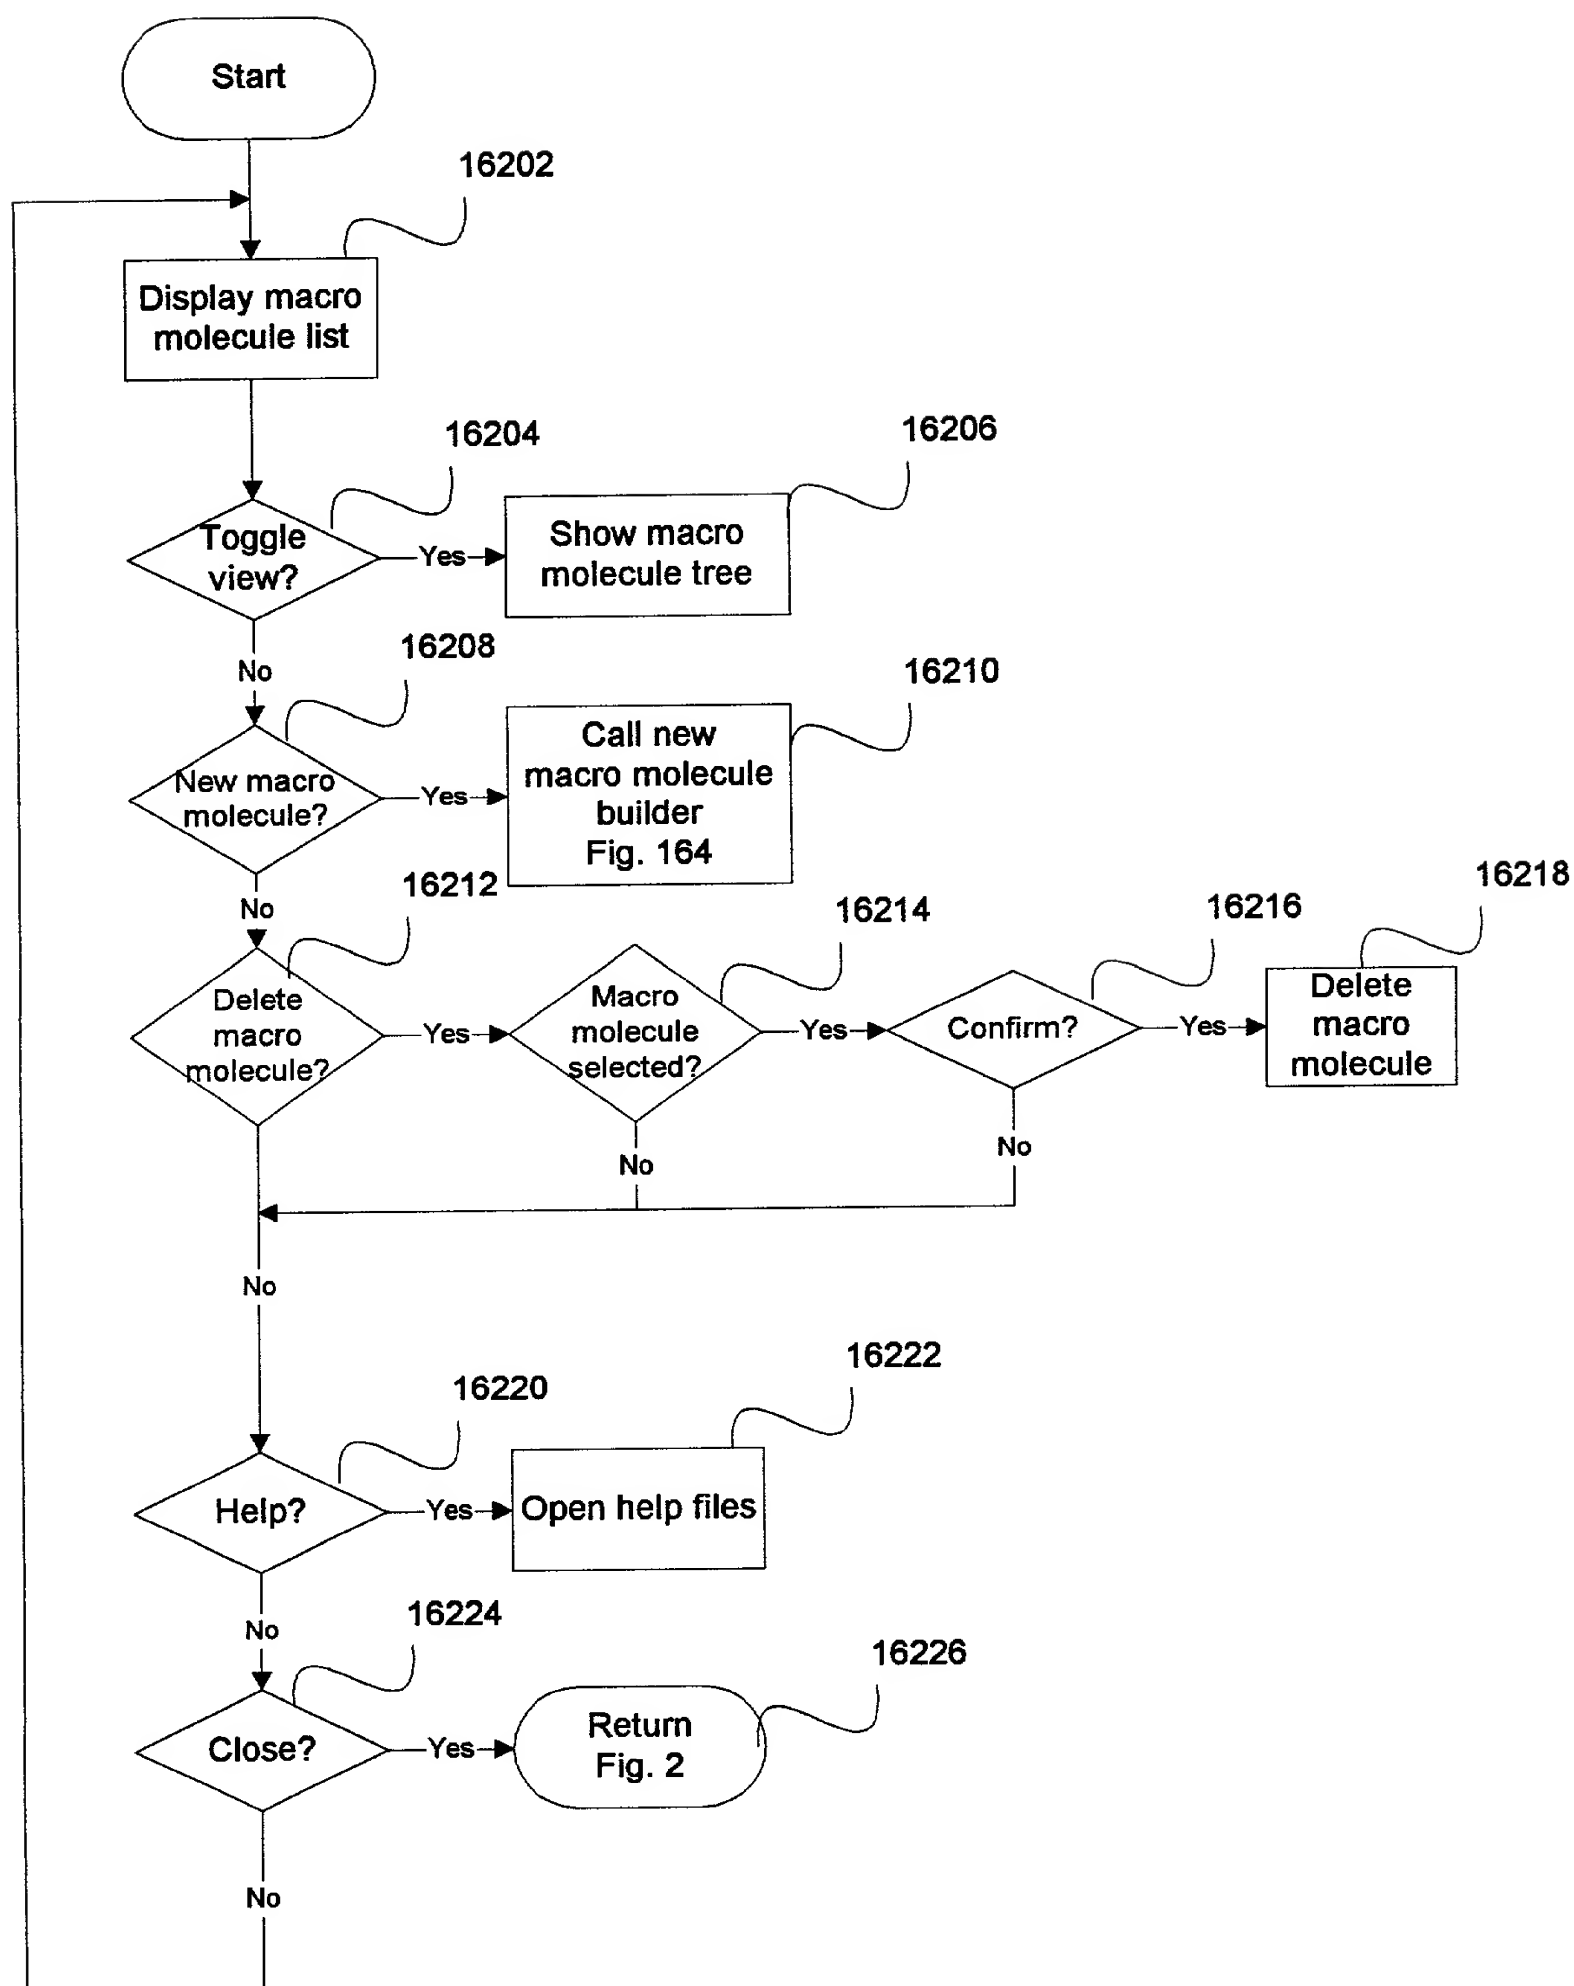 Start
16202
Display macro
molecule list
16204
16206
Toggle
view?
Yes
Show macro
molecule tree
No
16208
16210
New macro
molecule?
Yes
Call new
macro molecule
builder
Fig. 164
No
16212
16214
16216
16218
Delete
macro
molecule?
Yes
Macro
molecule
selected?
Yes
Confirm?
Yes
Delete
macro
molecule
No
No
No
16220
16222
Help?
Yes
Open help files
No
16224
16226
Close?
Yes
Return
Fig. 2
No